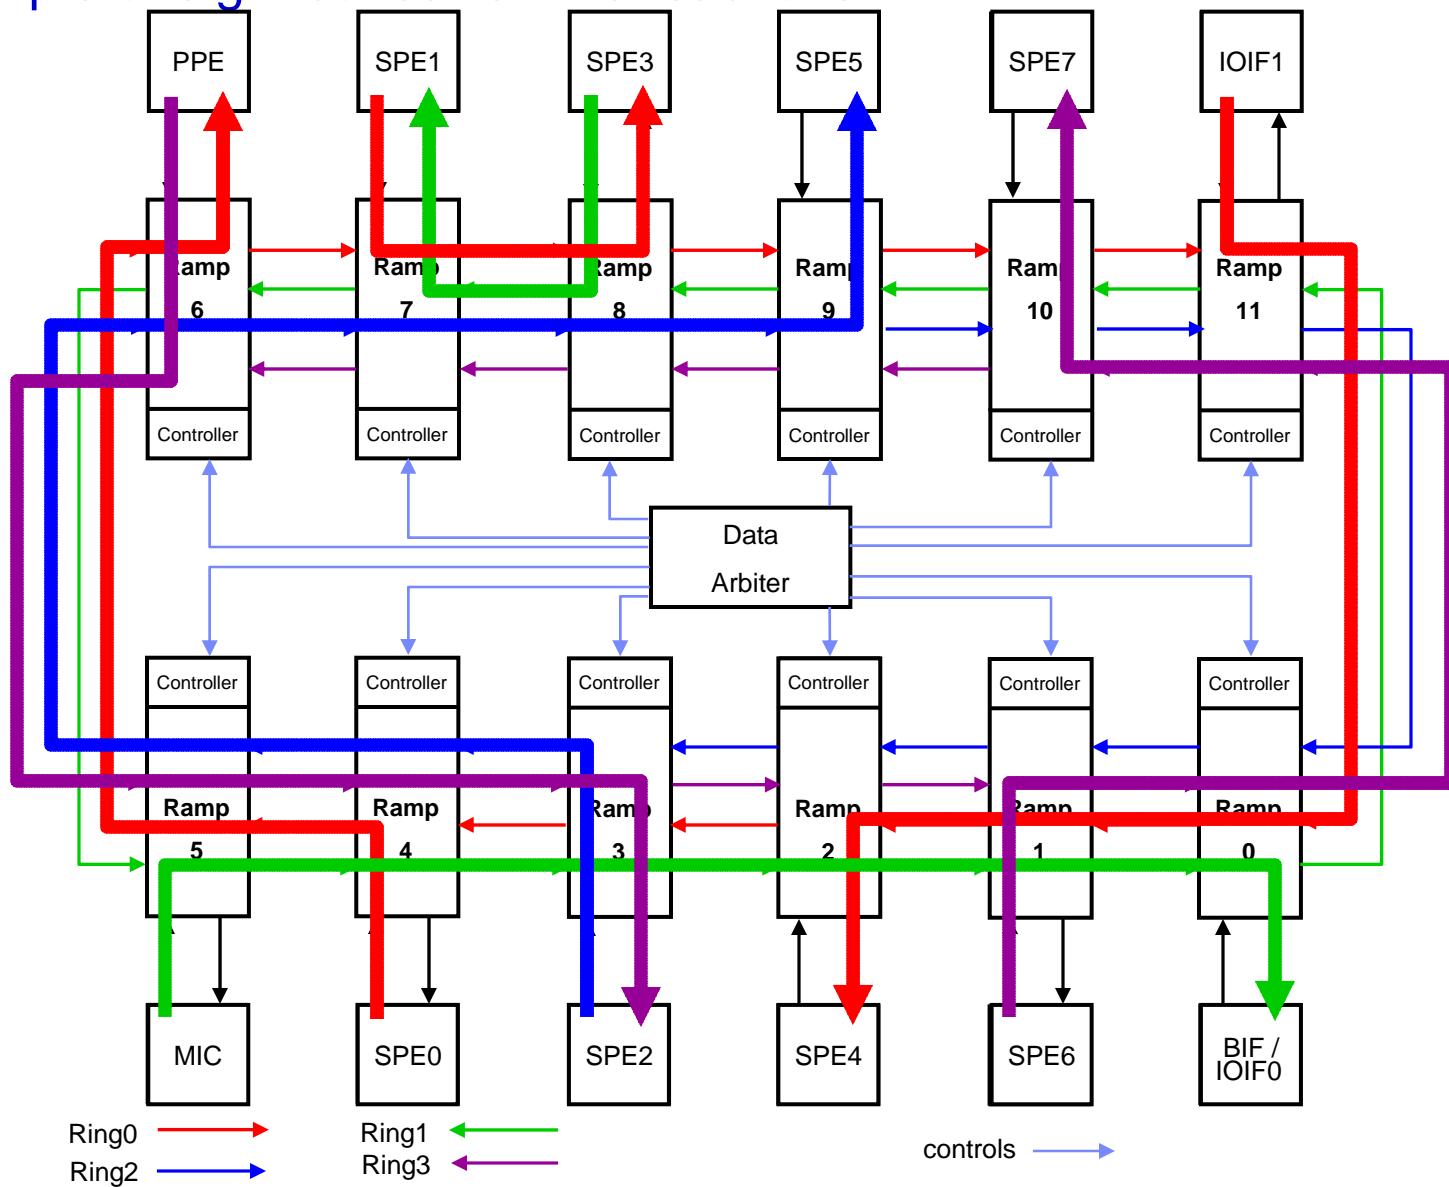 PPE SPE1 SPE3 SPE5 SPE7 IOIF1
Ramp Ramp Ramp Ramp Ramp Ramp
6 7 8 9 10 11
Controller Controller Controller Controller Controller Controller
Data
Arbiter
Controller Controller Controller Controller Controller Controller
Ramp Ramp Ramp Ramp Ramp Ramp
5 4 3 2 1 0
MIC SPE0 SPE2 SPE4 SPE6 BIF /
IOIF0
Ring0 Ring1
Ring2 Ring3
controls